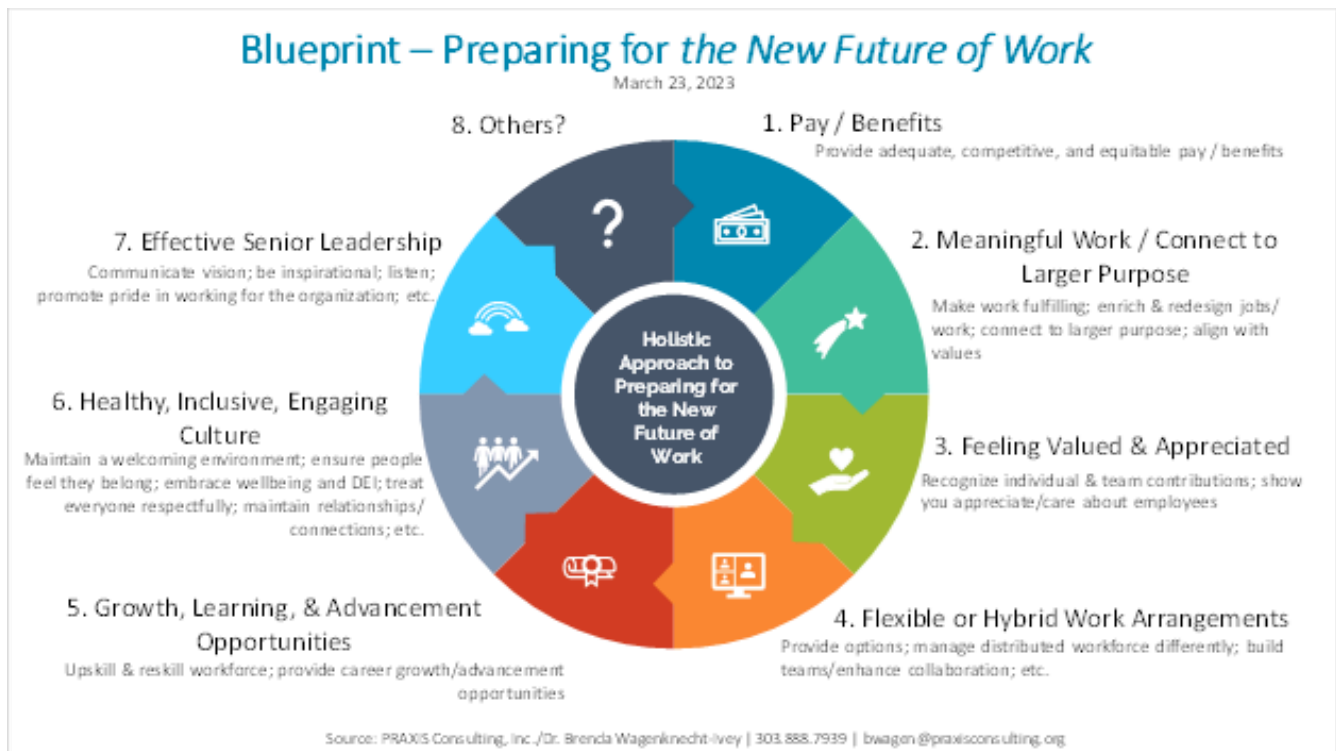 Blueprint – Preparing for the New Future of Work
March 23, 2023
8. Others?
1. Pay / Benefits
Provide adequate, competitive, and equitable pay / benefits
2. Meaningful Work / Connect to
Larger Purpose
Make work fulfilling; enrich & redesign jobs/
work; connect to larger purpose; align with
values
3. Feeling Valued & Appreciated
Recognize individual & team contributions; show
you appreciate/care about employees
4. Flexible or Hybrid Work Arrangements
Provide options; manage distributed workforce differently; build
teams/enhance collaboration; etc.
5. Growth, Learning, & Advancement
Opportunities
Upskill & reskill workforce; provide career growth/advancement
opportunities
6. Healthy, Inclusive, Engaging
Culture
Maintain a welcoming environment; ensure people
feel they belong; embrace wellbeing and DEI; treat
everyone respectfully; maintain relationships/
connections; etc.
7. Effective Senior Leadership
Communicate vision; be inspirational; listen;
promote pride in working for the organization; etc.
?
Holistic
Approach to
Preparing for
the New
Future of
Work
Source: PRAXIS Consulting, Inc./Dr. Brenda Wagenknecht-Ivey | 303.888.7939 | bwagen@praxisconsulting.org